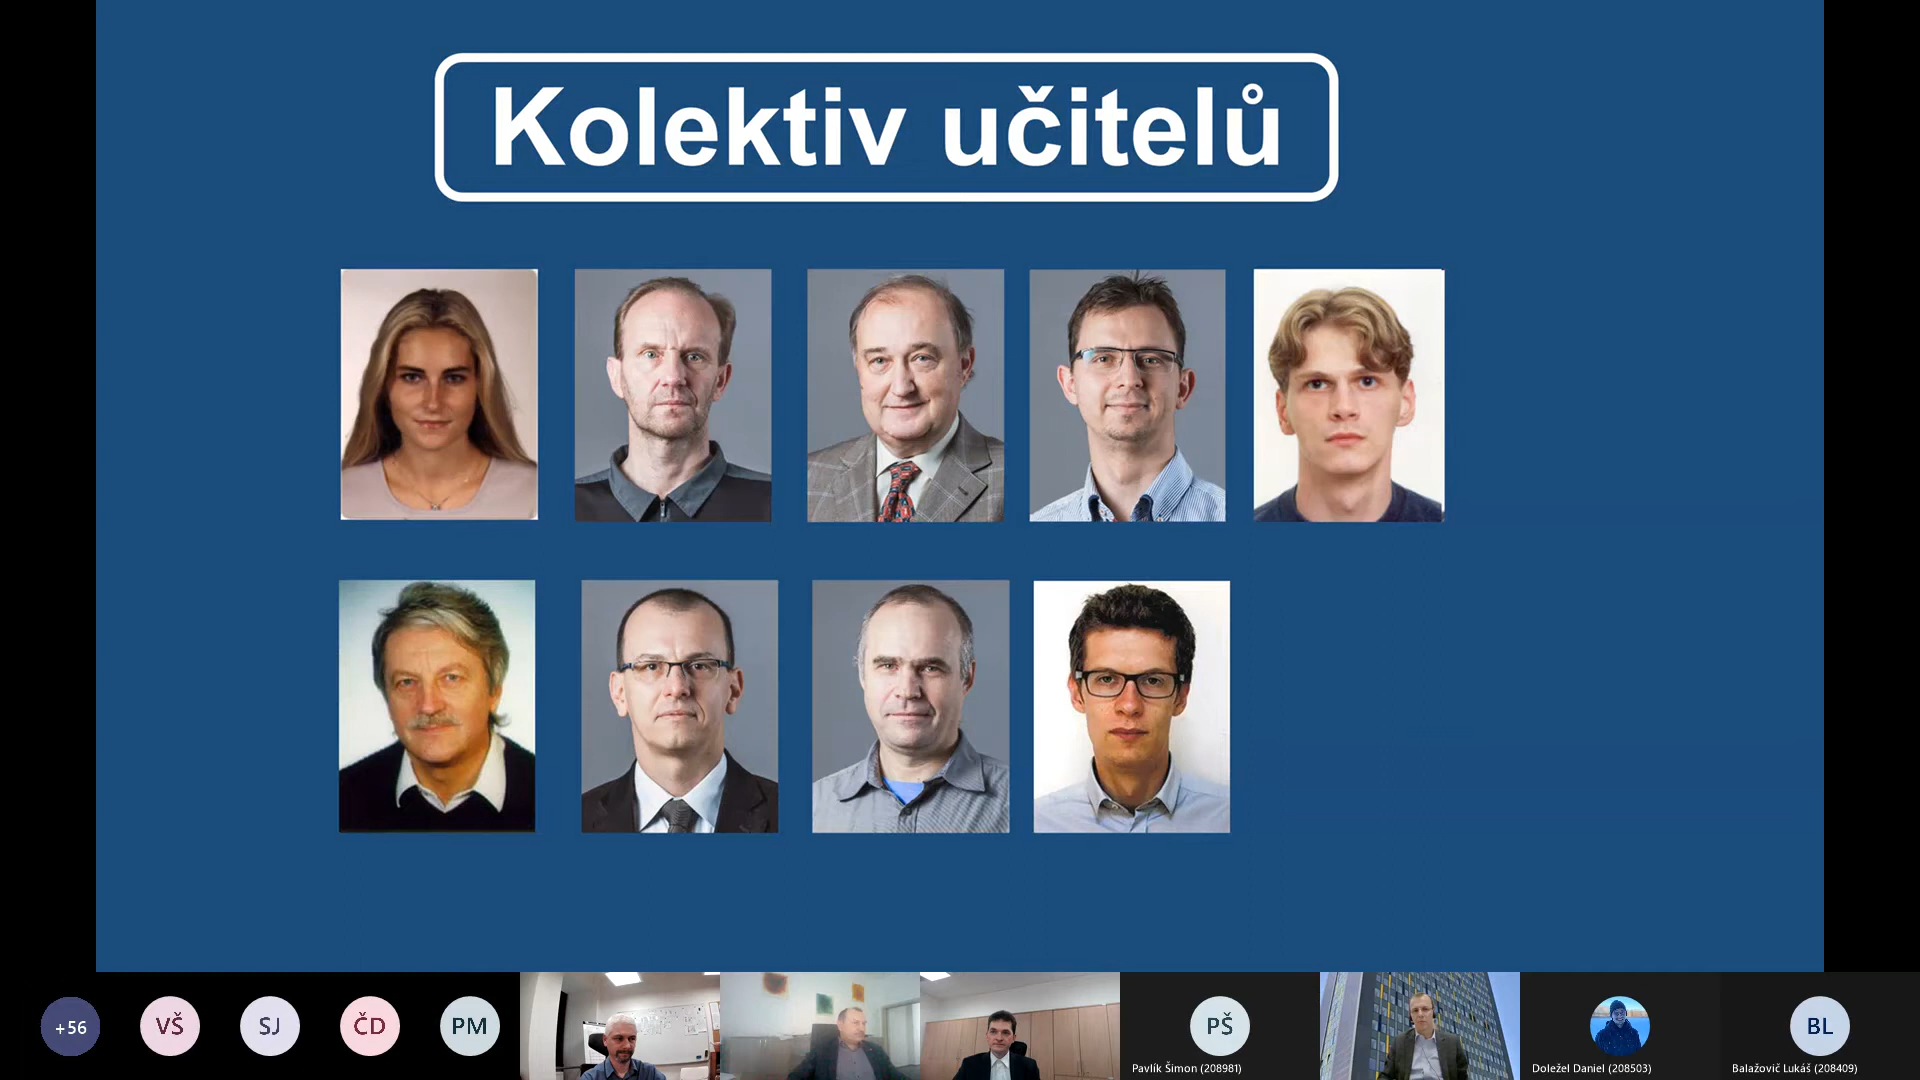 Kolektiv učitelů
+56
VŠ
SJ
ČD
PM
PŠ
BL
Pavlík Šimon (208981)
Doležel Daniel (208503)
Balažovič Lukáš (208409)